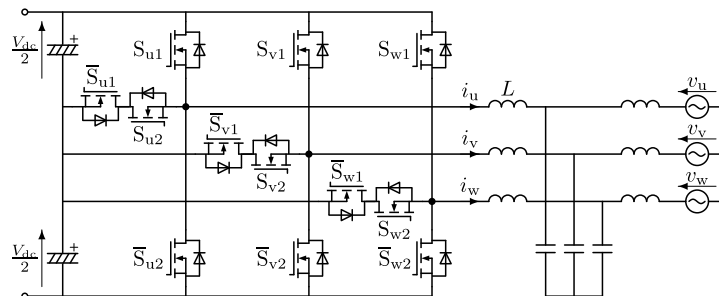 V_dc/2 + S_u1 S_v1 S_w1
S̅_u1 i_u L v_u
S_u2 S̅_v1 i_v v_v
S_v2 S̅_w1 i_w v_w
S_w2
V_dc/2 + S̅_u2 S̅_v2 S̅_w2